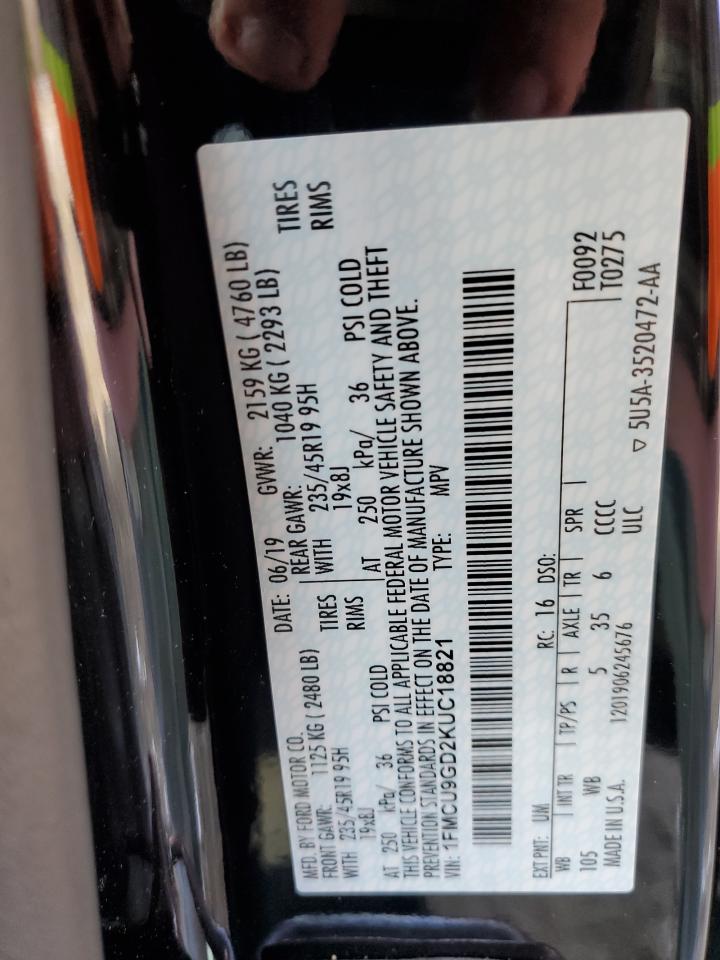 MFD. BY FORD MOTOR CO.
DATE: 06/19 GVWR: 2159 KG ( 4760 LB)
FRONT GAWR: 1125 KG ( 2480 LB) REAR GAWR: 1040 KG ( 2293 LB)
WITH 235/45R19 95H TIRES WITH 235/45R19 95H TIRES
19x8J RIMS 19x8J RIMS
AT 250 kPa/ 36 PSI COLD AT 250 kPa/ 36 PSI COLD
THIS VEHICLE CONFORMS TO ALL APPLICABLE FEDERAL MOTOR VEHICLE SAFETY AND THEFT
PREVENTION STANDARDS IN EFFECT ON THE DATE OF MANUFACTURE SHOWN ABOVE.
VIN: 1FMCU9GD2KUC18821 TYPE: MPV
EXT PNT: UM RC: 16 DSO:
WB INT TR TP/PS R AXLE TR SPR F0092
105 WB 5 35 6 CCCC T0275
MADE IN U.S.A. 1201906245676 ULC
▽ 5U5A-3520472-AA